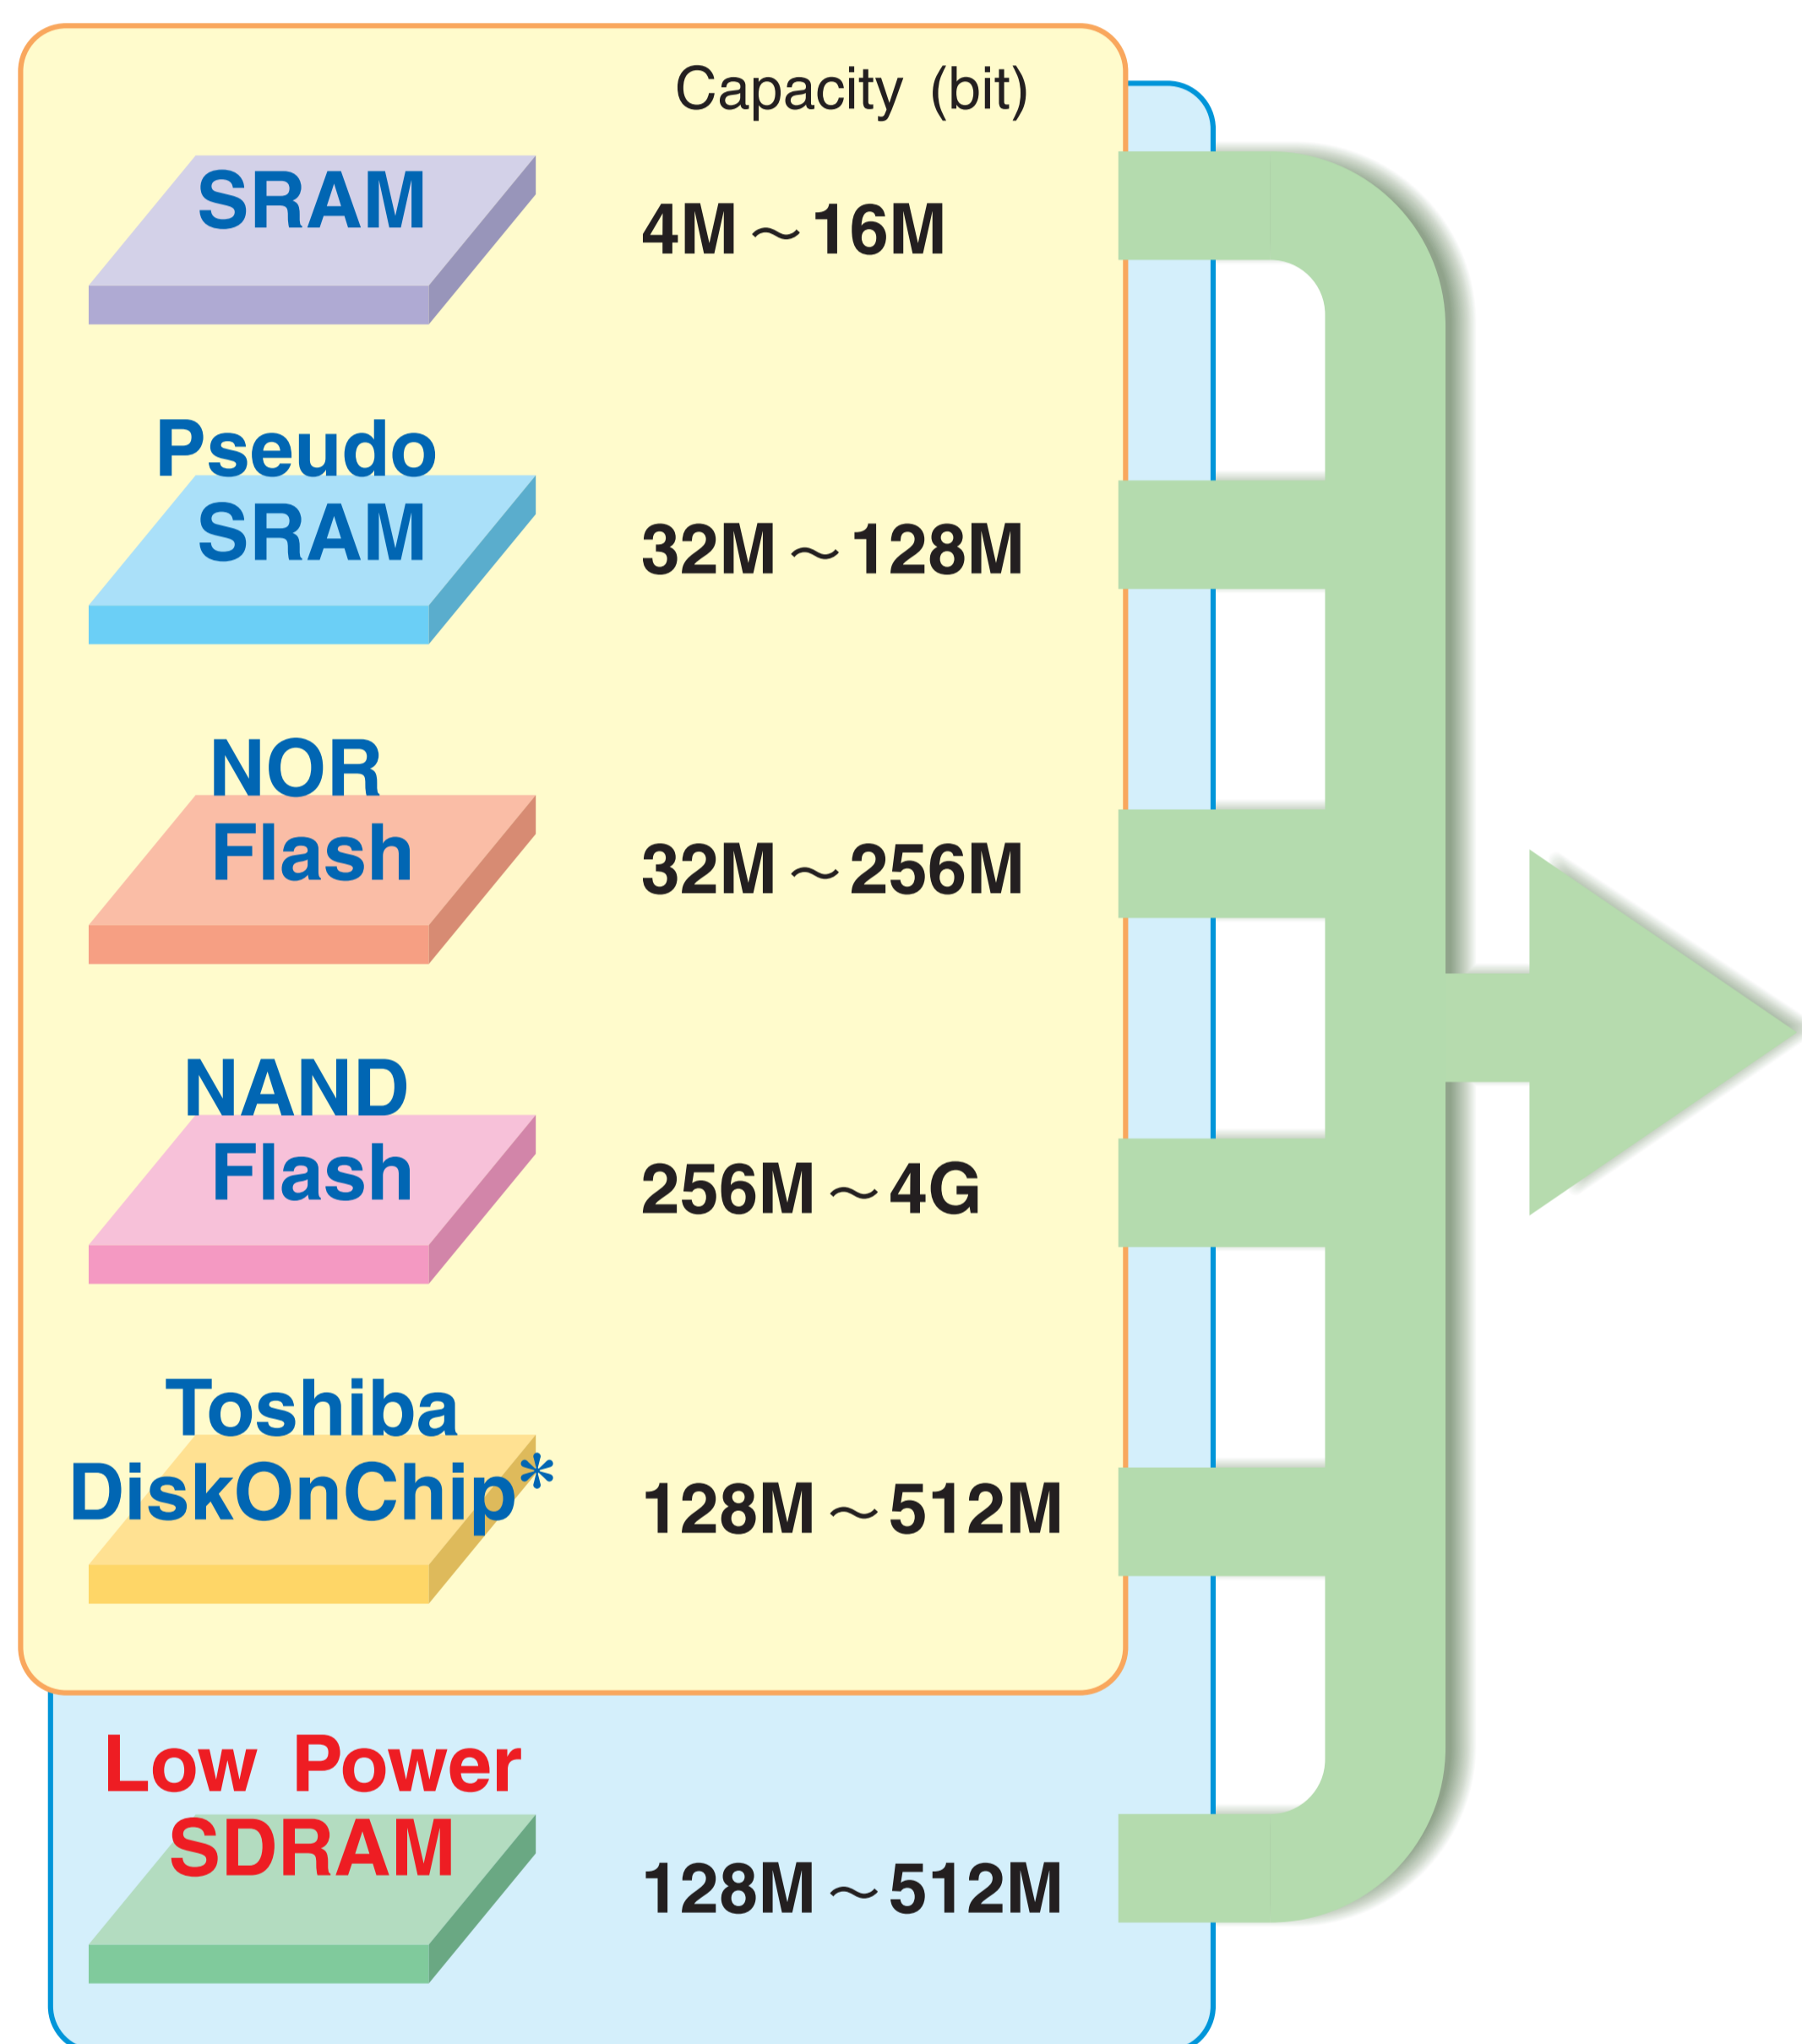 Capacity (bit)
SRAM
4M～16M
Pseudo
SRAM
32M～128M
NOR
Flash
32M～256M
NAND
Flash
256M～4G
Toshiba
DiskOnChip*
128M～512M
Low Power
SDRAM
128M～512M